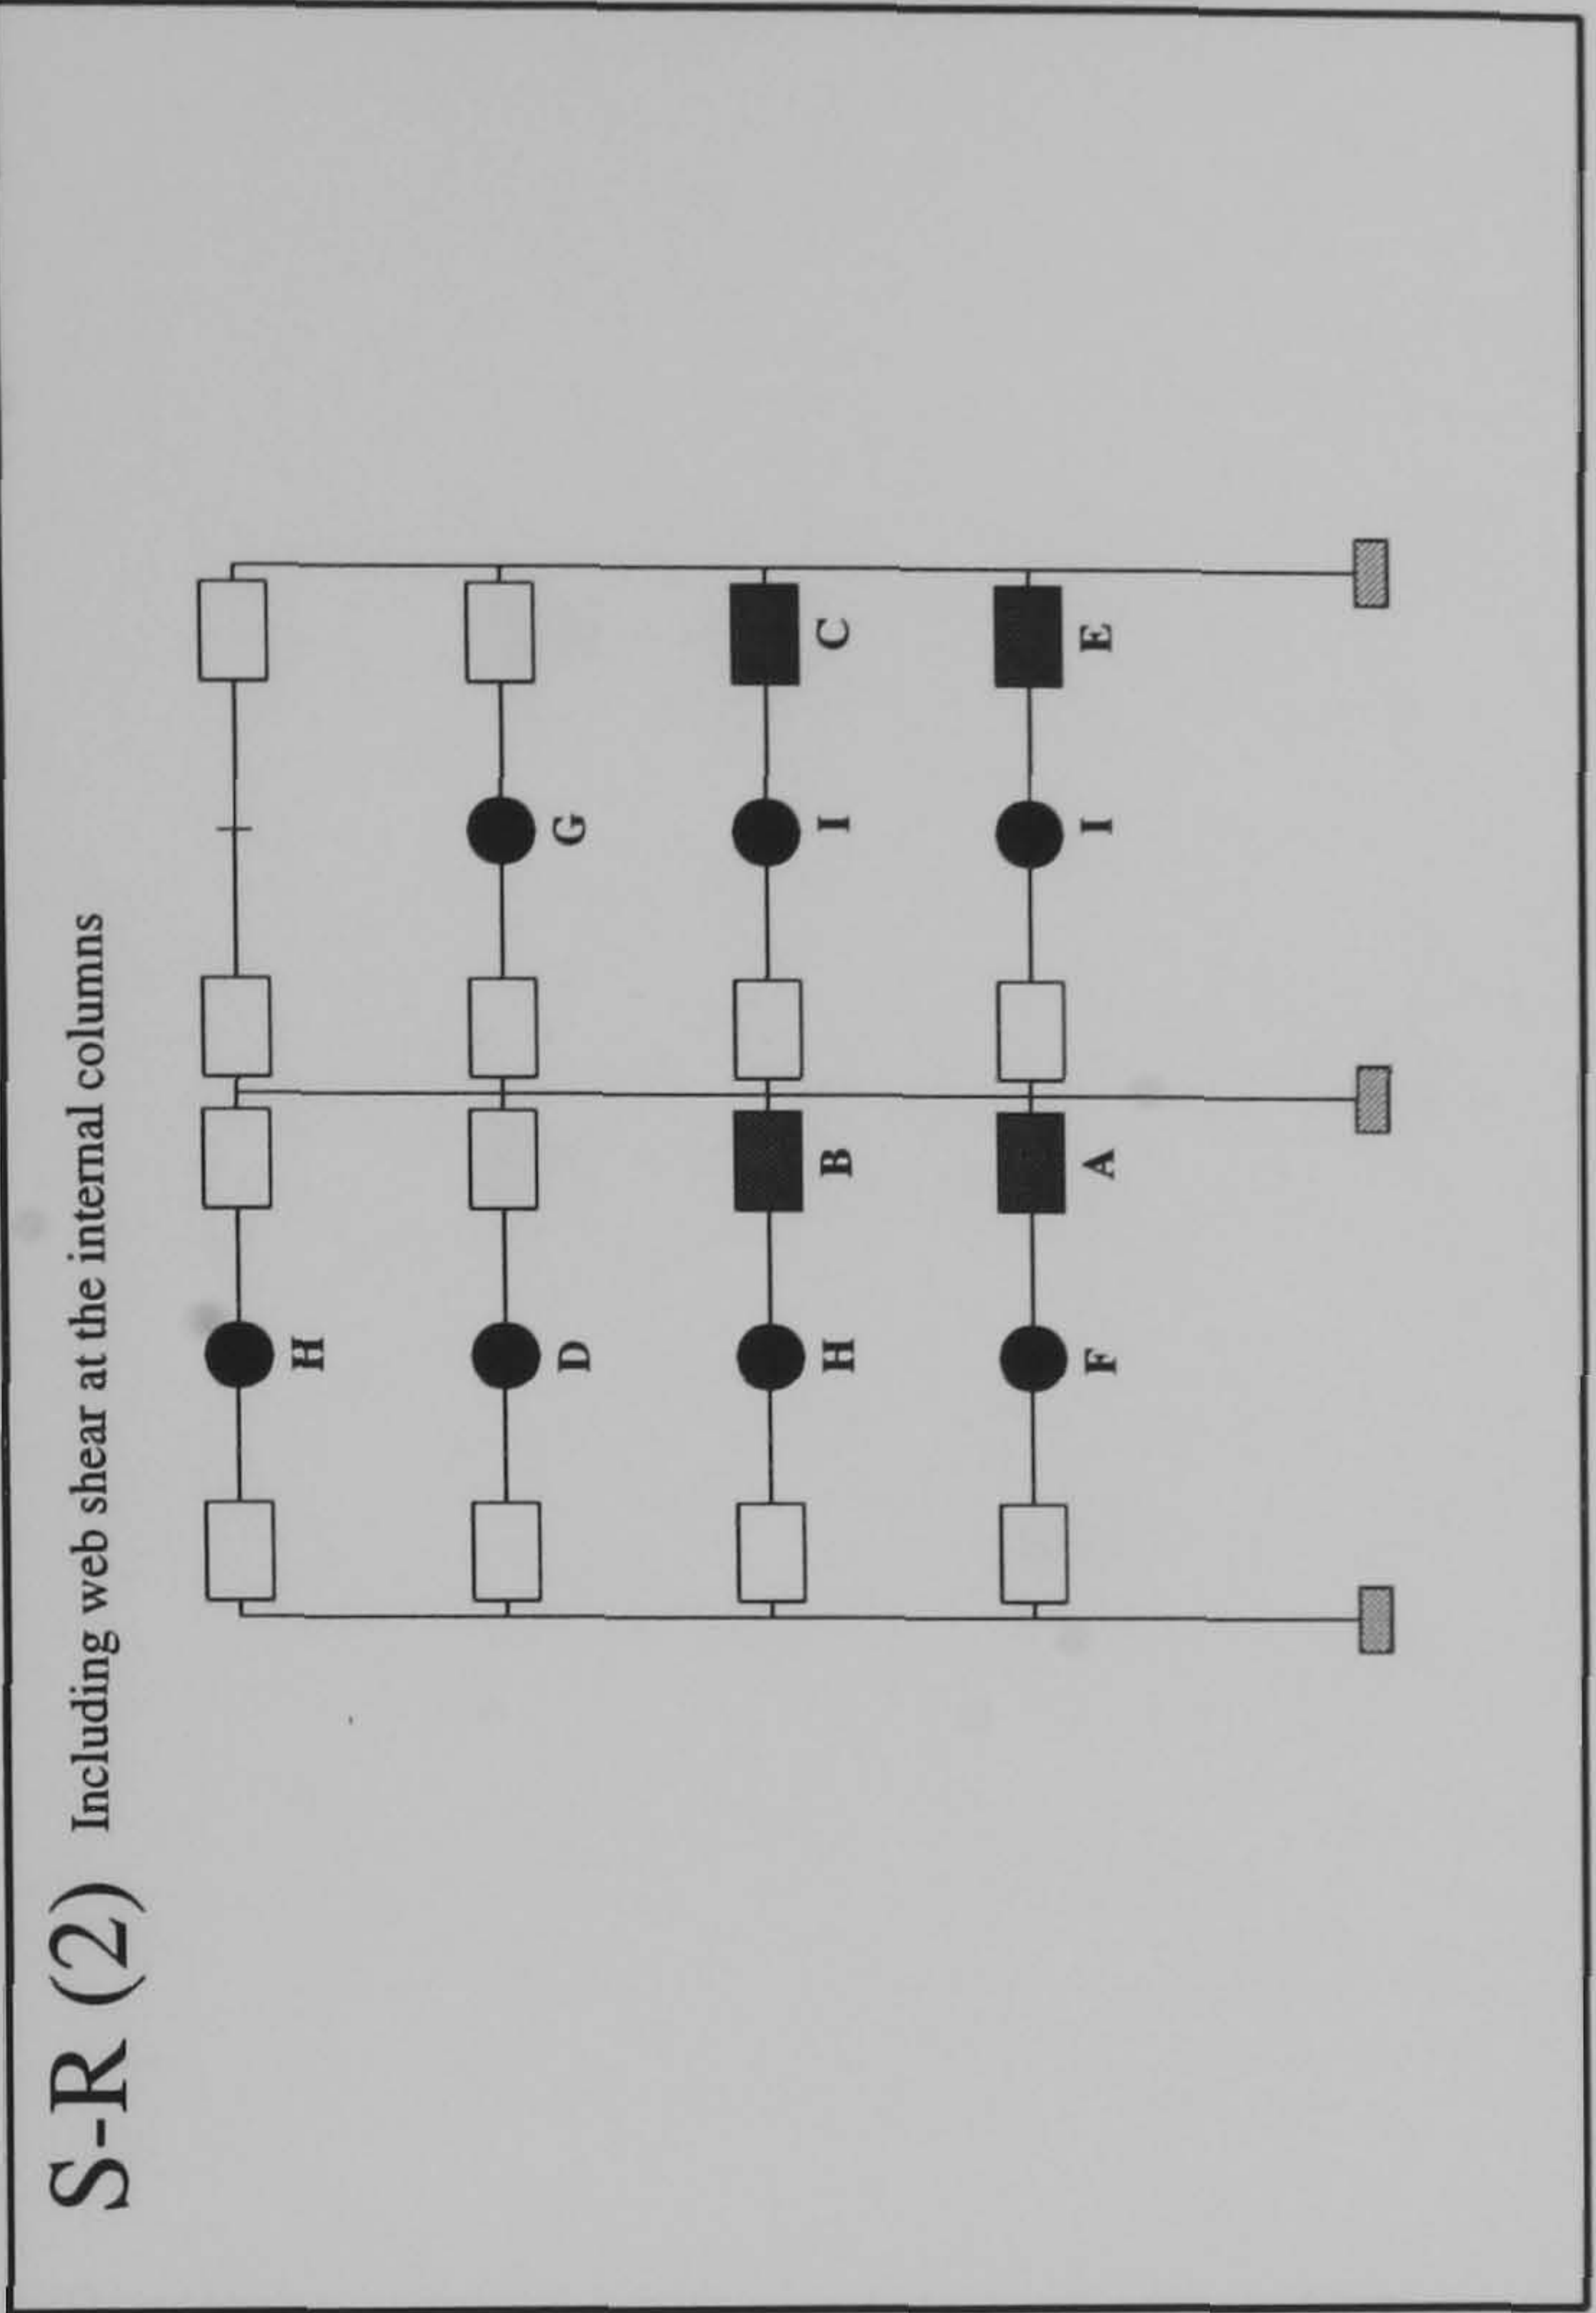 S-R (2) Including web shear at the internal columns
H
D G
H B I C
F A I E